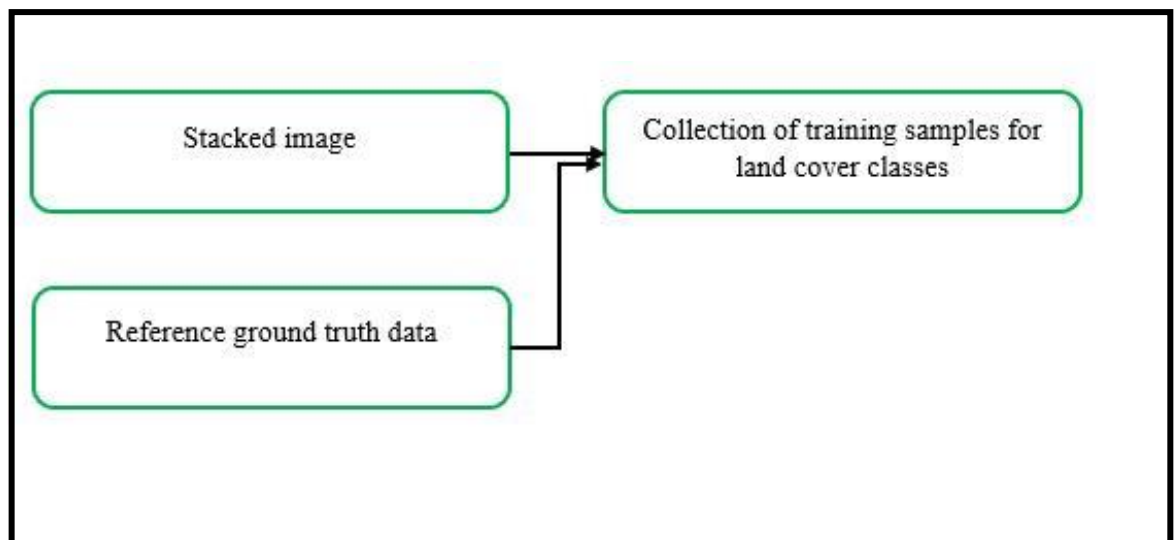 Stacked image
Collection of training samples for
land cover classes
Reference ground truth data